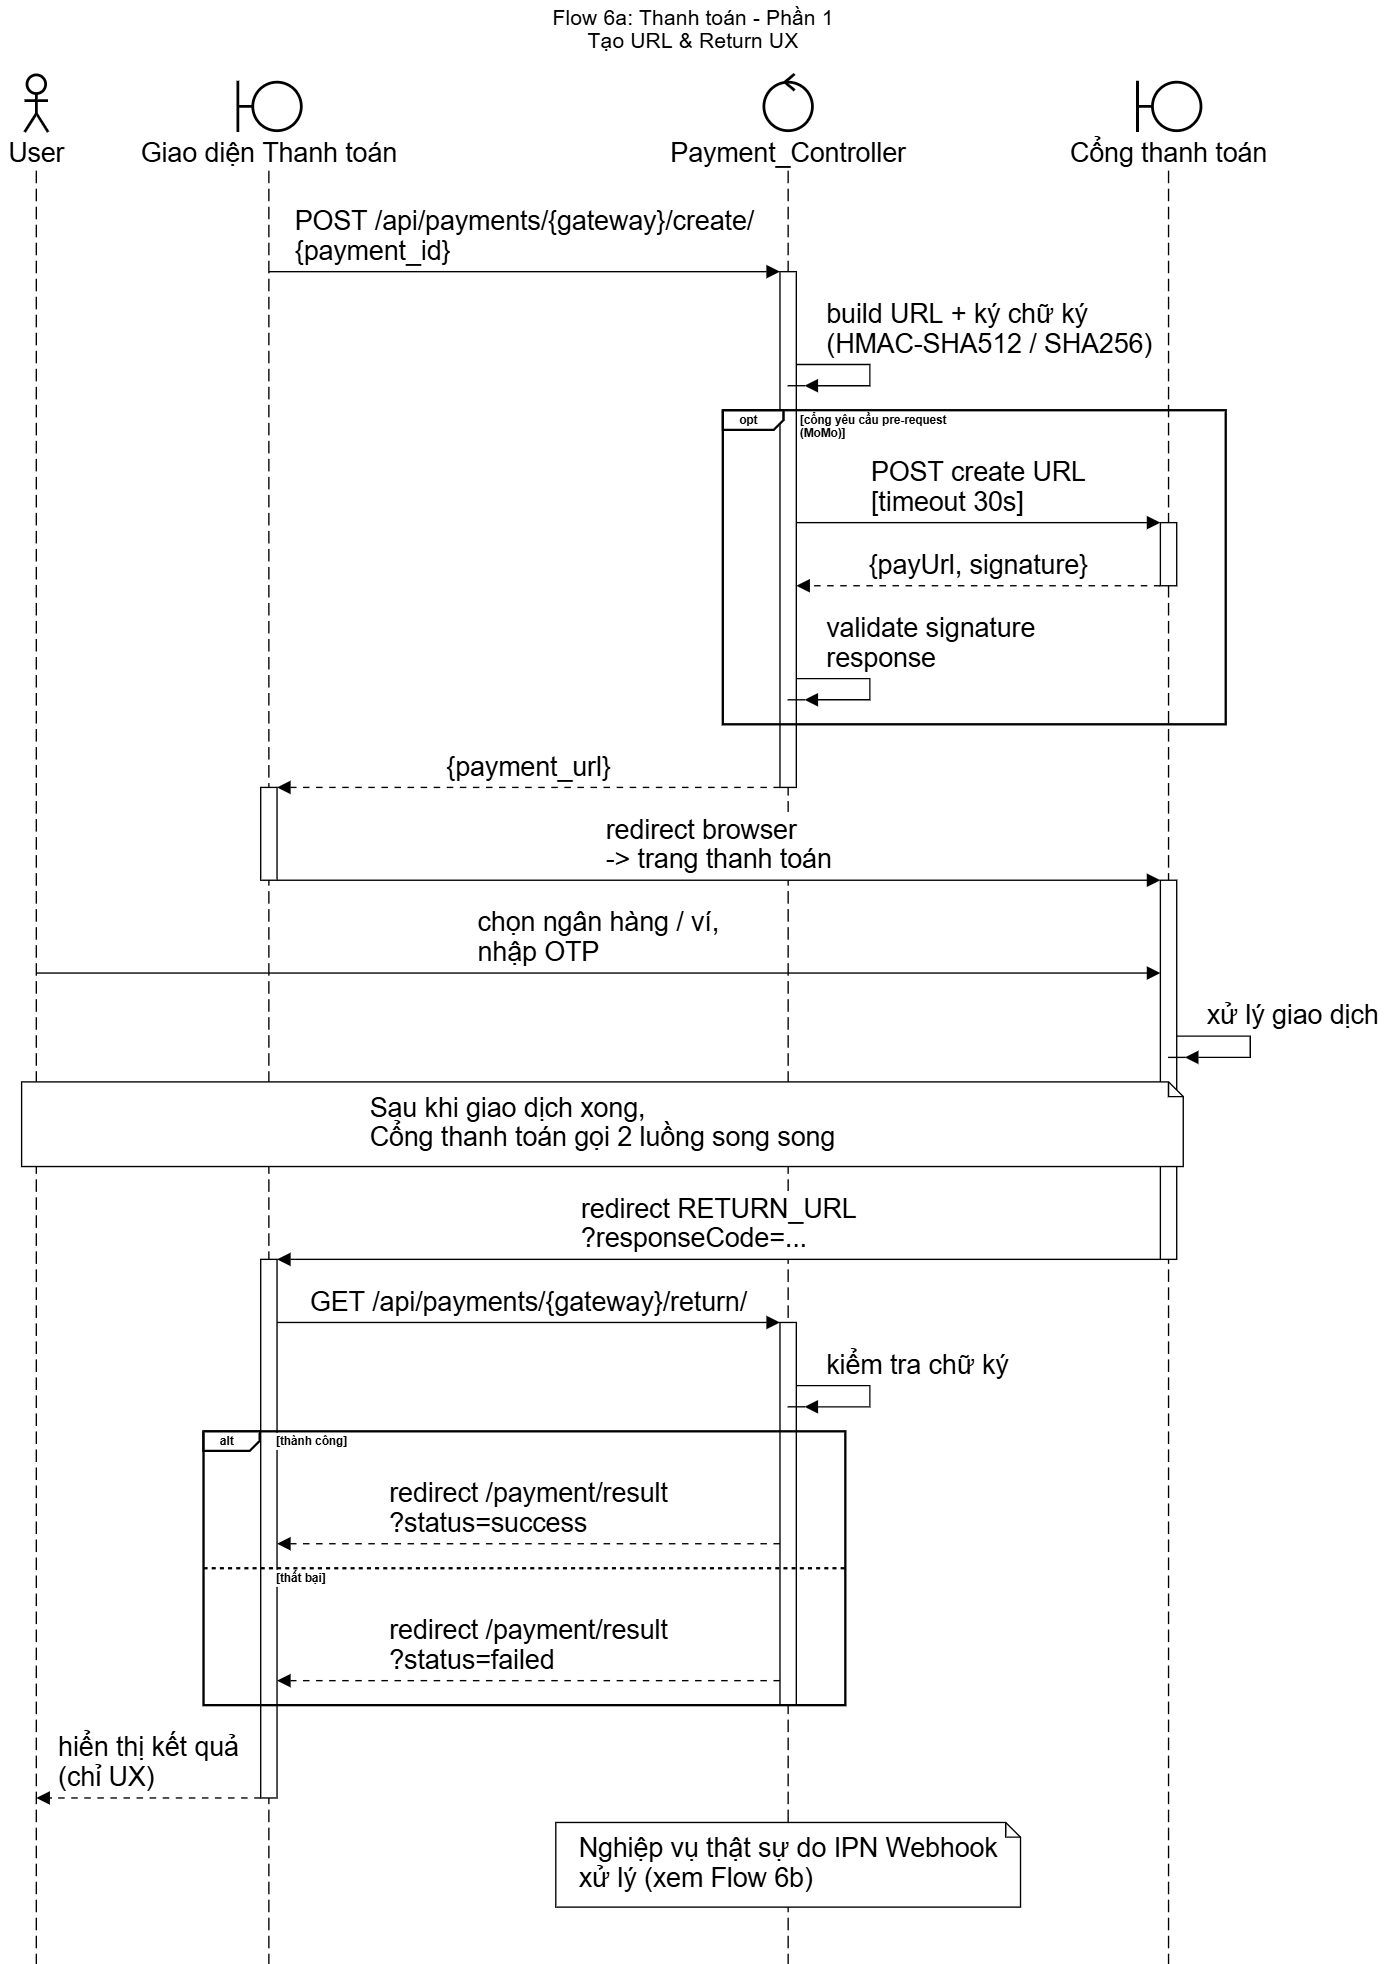 Flow 6a: Thanh toán - Phần 1
Tạo URL & Return UX
User
Giao diện Thanh toán
Payment_Controller
Cổng thanh toán
POST /api/payments/{gateway}/create/
{payment_id}
build URL + ký chữ ký
(HMAC-SHA512 / SHA256)
opt
[cổng yêu cầu pre-request
(MoMo)]
POST create URL
[timeout 30s]
{payUrl, signature}
validate signature
response
{payment_url}
redirect browser
-> trang thanh toán
chọn ngân hàng / ví,
nhập OTP
xử lý giao dịch
Sau khi giao dịch xong,
Cổng thanh toán gọi 2 luồng song song
redirect RETURN_URL
?responseCode=...
GET /api/payments/{gateway}/return/
kiểm tra chữ ký
alt
[thành công]
redirect /payment/result
?status=success
[thất bại]
redirect /payment/result
?status=failed
hiển thị kết quả
(chỉ UX)
Nghiệp vụ thật sự do IPN Webhook
xử lý (xem Flow 6b)